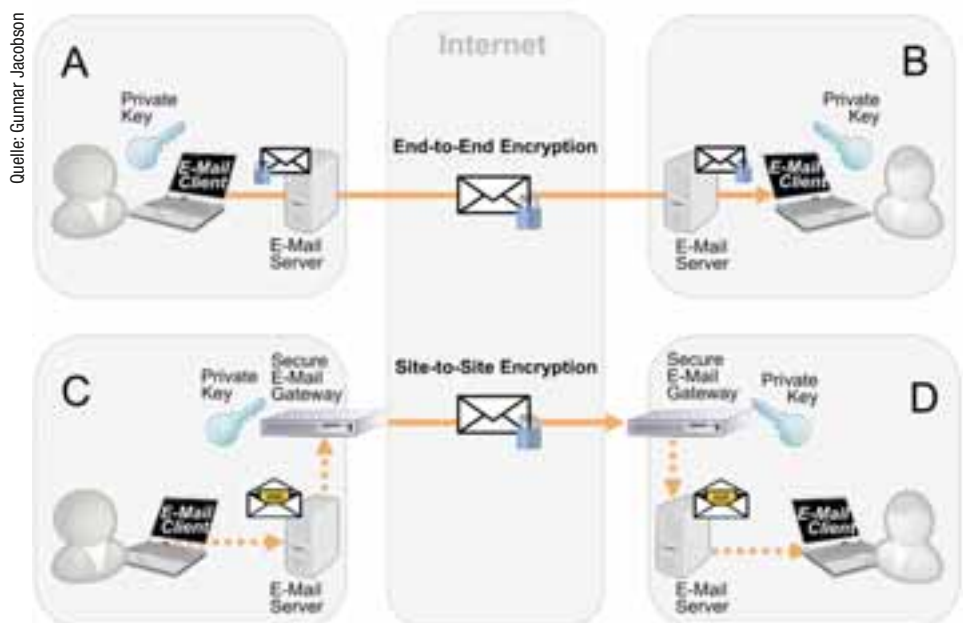 Quelle: Gunnar Jacobson
Internet
A
B
Private
Key
Private
Key
End-to-End Encryption
E-Mail
Client
E-Mail
Client
E-Mail
Server
E-Mail
Server
C
D
Private
Key
Secure
E-Mail
Gateway
Site-to-Site Encryption
Secure
E-Mail
Gateway
Private
Key
E-Mail
Client
E-Mail
Client
E-Mail
Server
E-Mail
Server